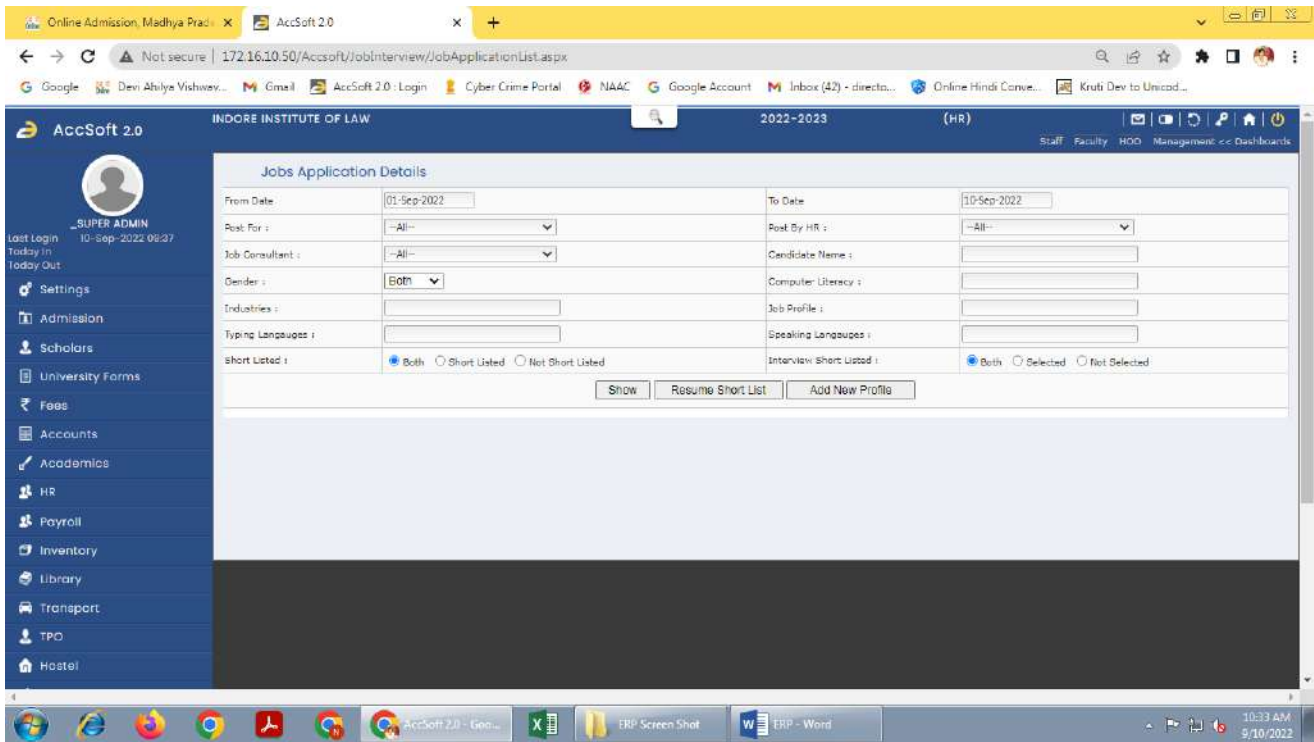 Online Admission, Madhya Prad
AccSoft 2.0
Not secure | 172.16.10.50/Accsoft/JobInterview/JobApplicationList.aspx
Google Devi Ahilya Vishwav... Gmail AccSoft 2.0 : Login Cyber Crime Portal NAAC Google Account Inbox (42) - directo... Online Hindi Conve... Kruti Dev to Unicod...
AccSoft 2.0
INDORE INSTITUTE OF LAW 2022-2023 (HR)
Staff Faculty HOD Management << Dashboards
_SUPER ADMIN
Last Login 10-Sep-2022 09:37
Today In
Today Out
Settings
Admission
Scholars
University Forms
Fees
Accounts
Academics
HR
Payroll
Inventory
Library
Transport
TPO
Hostel
Jobs Application Details
From Date 01-Sep-2022 To Date 10-Sep-2022
Post For : --All-- Post By HR : --All--
Job Consultant : --All-- Candidate Name :
Gender : Both Computer Literacy :
Industries : Job Profile :
Typing Langauges : Speaking Langauges :
Short Listed : Both Short Listed Not Short Listed Interview Short Listed : Both Selected Not Selected
Show Resume Short List Add New Profile
AccSoft 2.0 - Goo... ERP Screen Shot ERP - Word
10:33 AM
9/10/2022